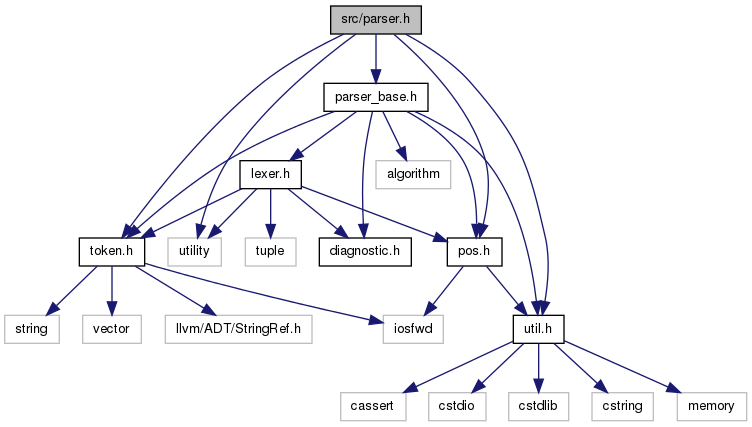 src/parser.h
parser_base.h
lexer.h
algorithm
token.h
utility
tuple
diagnostic.h
pos.h
string
vector
llvm/ADT/StringRef.h
iosfwd
util.h
cassert
cstdio
cstdlib
cstring
memory